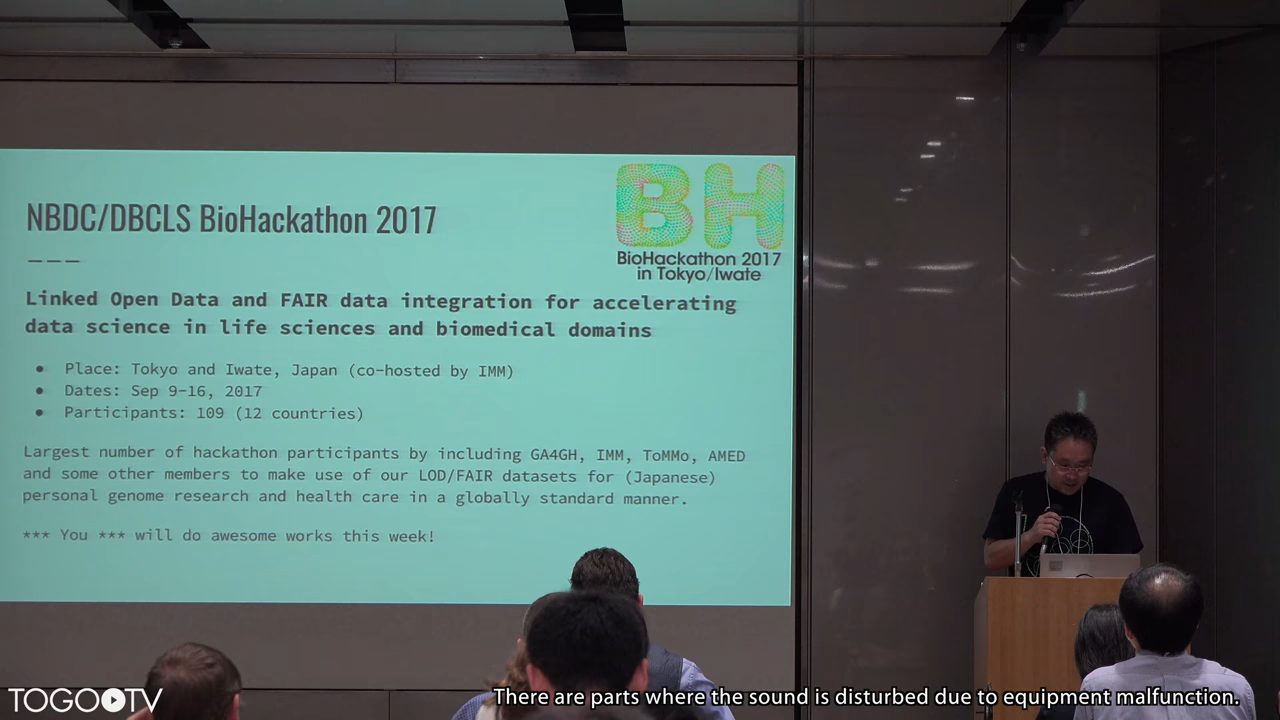 NBDC/DBCLS BioHackathon 2017
BH
BioHackathon 2017
in Tokyo/Iwate
Linked Open Data and FAIR data integration for accelerating
data science in life sciences and biomedical domains
● Place: Tokyo and Iwate, Japan (co-hosted by IMM)
● Dates: Sep 9-16, 2017
● Participants: 109 (12 countries)
Largest number of hackathon participants by including GA4GH, IMM, ToMMo, AMED
and some other members to make use of our LOD/FAIR datasets for (Japanese)
personal genome research and health care in a globally standard manner.
*** You *** will do awesome works this week!
TOGO TV
There are parts where the sound is disturbed due to equipment malfunction.